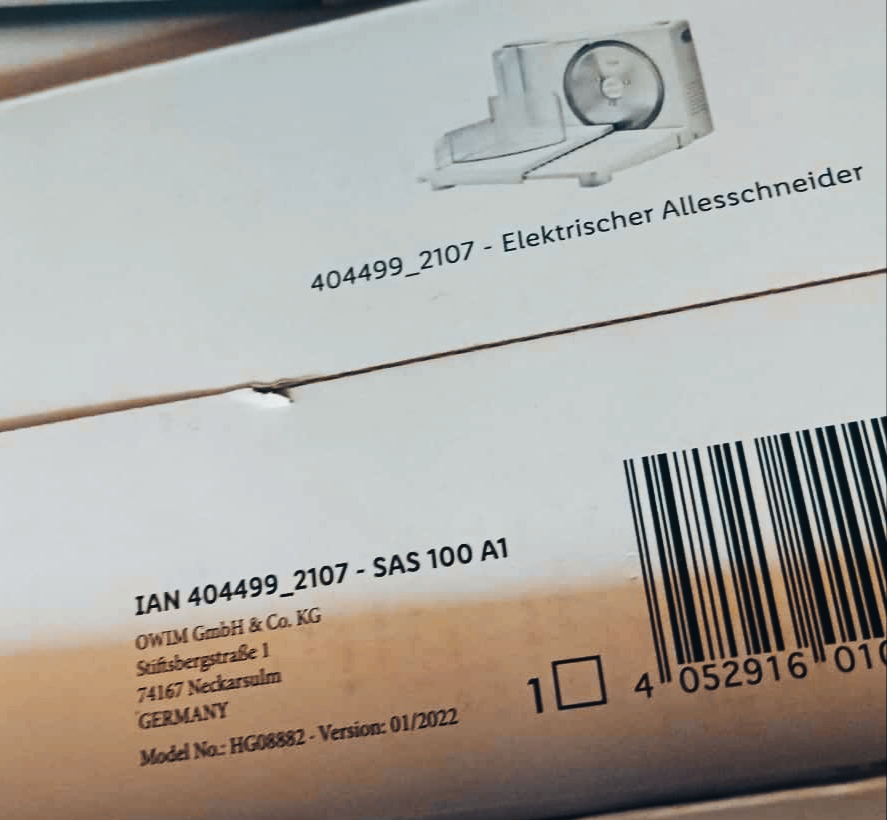 404499_2107 - Elektrischer Allesschneider
IAN 404499_2107 - SAS 100 A1
OWIM GmbH & Co. KG
Stiftsbergstraße 1
74167 Neckarsulm
GERMANY
Model No.: HG08882 - Version: 01/2022
1
4 052916 010